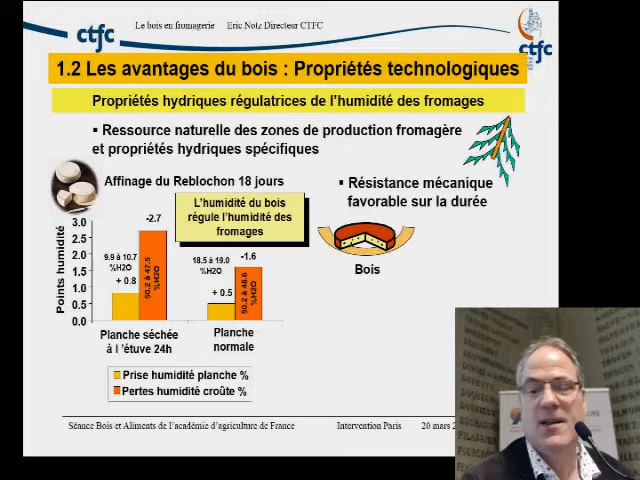 Le bois en fromagerie Eric Notz Directeur CTFC
ctfc
ctfc
1.2 Les avantages du bois : Propriétés technologiques
Propriétés hydriques régulatrices de l'humidité des fromages
▪ Ressource naturelle des zones de production fromagère
et propriétés hydriques spécifiques
Affinage du Reblochon 18 jours
▪ Résistance mécanique
favorable sur la durée
L'humidité du bois
régule l'humidité des
fromages
Bois
Points humidité
3.0
2.5
2.0
1.5
1.0
0.5
0.0
-2.7
9.9 à 10.7
%H2O
+ 0.8
50.2 à 47.5
%H2O
18.5 à 19.0
%H2O
-1.6
+ 0.5
50.2 à 48.6
%H2O
Planche séchée
à l 'étuve 24h
Planche
normale
Prise humidité planche %
Pertes humidité croûte %
Séance Bois et Aliments de l'académie d'agriculture de France Intervention Paris 20 mars 2